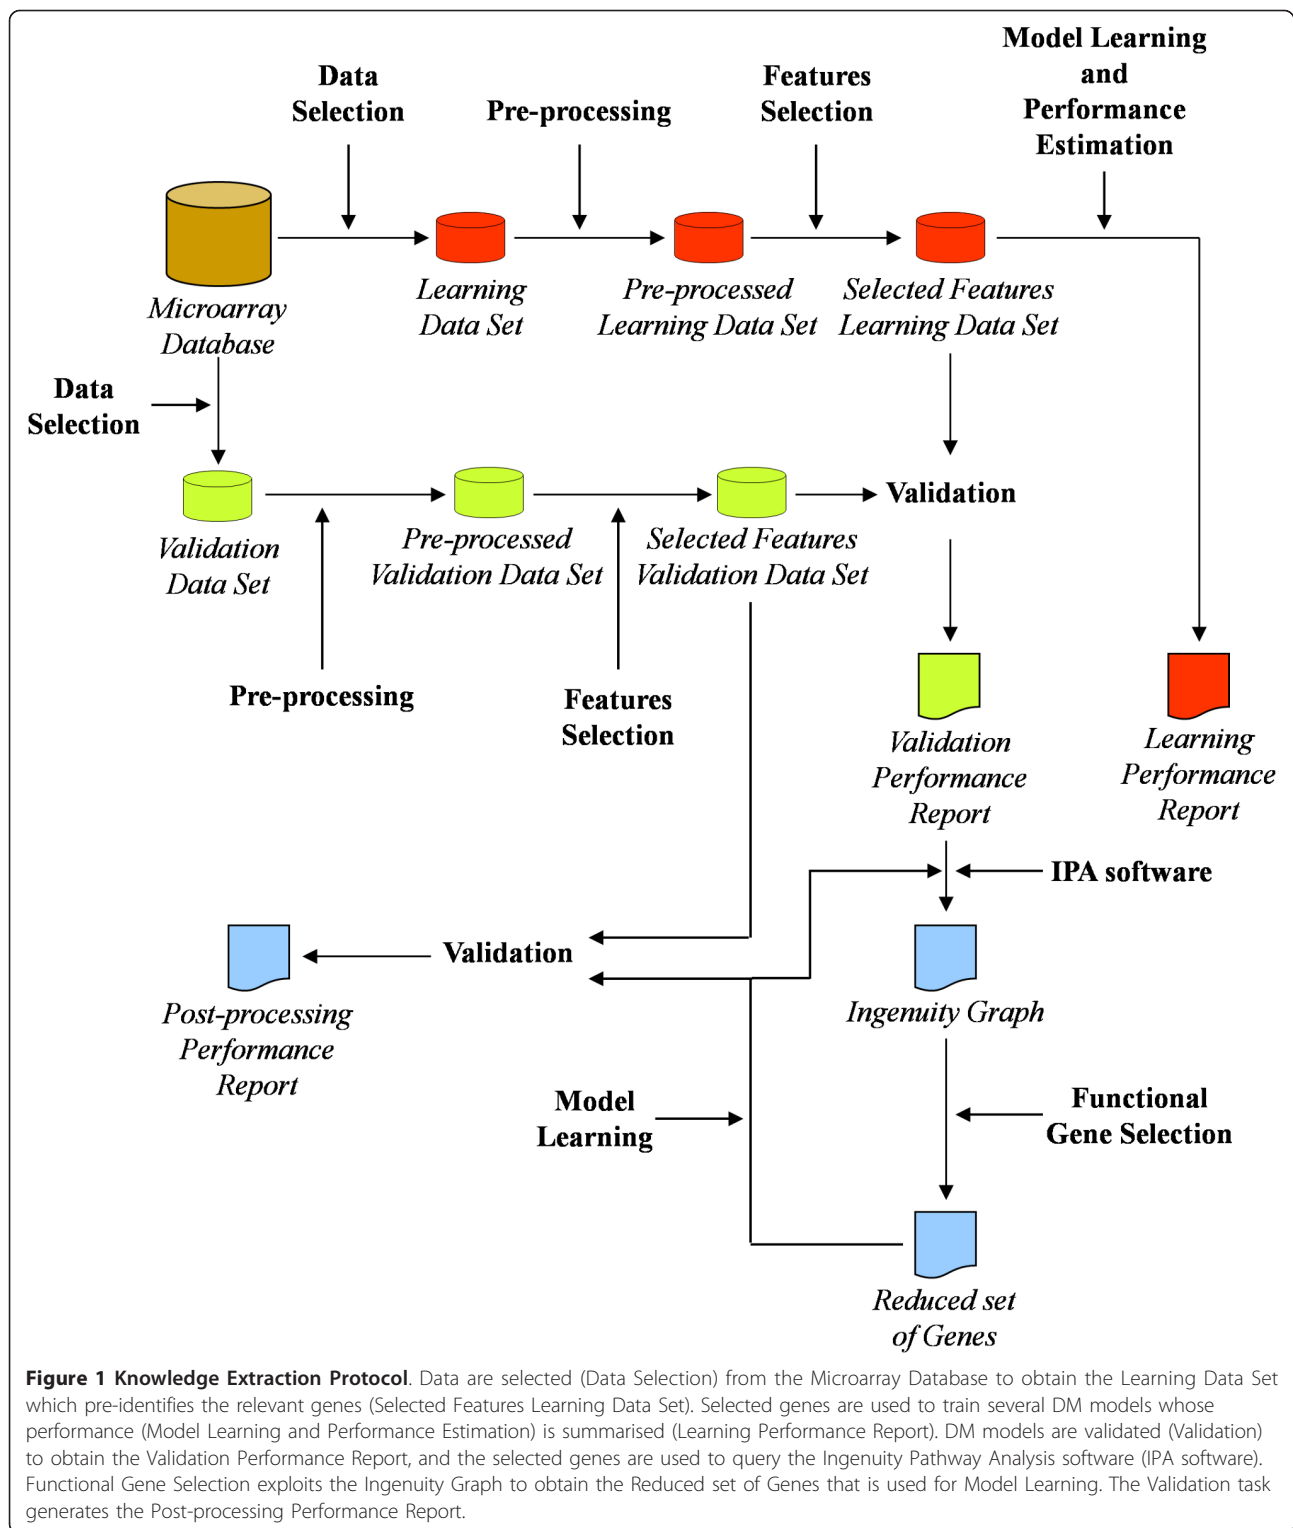 Model Learning
and
Performance
Estimation
Data
Selection
Pre-processing
Features
Selection
Microarray
Database
Learning
Data Set
Pre-processed
Learning Data Set
Selected Features
Learning Data Set
Data
Selection
Validation
Validation
Data Set
Pre-processed
Validation Data Set
Selected Features
Validation Data Set
Pre-processing
Features
Selection
Validation
Performance
Report
Learning
Performance
Report
IPA software
Validation
Post-processing
Performance
Report
Ingenuity Graph
Model
Learning
Functional
Gene Selection
Reduced set
of Genes
Figure 1 Knowledge Extraction Protocol. Data are selected (Data Selection) from the Microarray Database to obtain the Learning Data Set
which pre-identifies the relevant genes (Selected Features Learning Data Set). Selected genes are used to train several DM models whose
performance (Model Learning and Performance Estimation) is summarised (Learning Performance Report). DM models are validated (Validation)
to obtain the Validation Performance Report, and the selected genes are used to query the Ingenuity Pathway Analysis software (IPA software).
Functional Gene Selection exploits the Ingenuity Graph to obtain the Reduced set of Genes that is used for Model Learning. The Validation task
generates the Post-processing Performance Report.